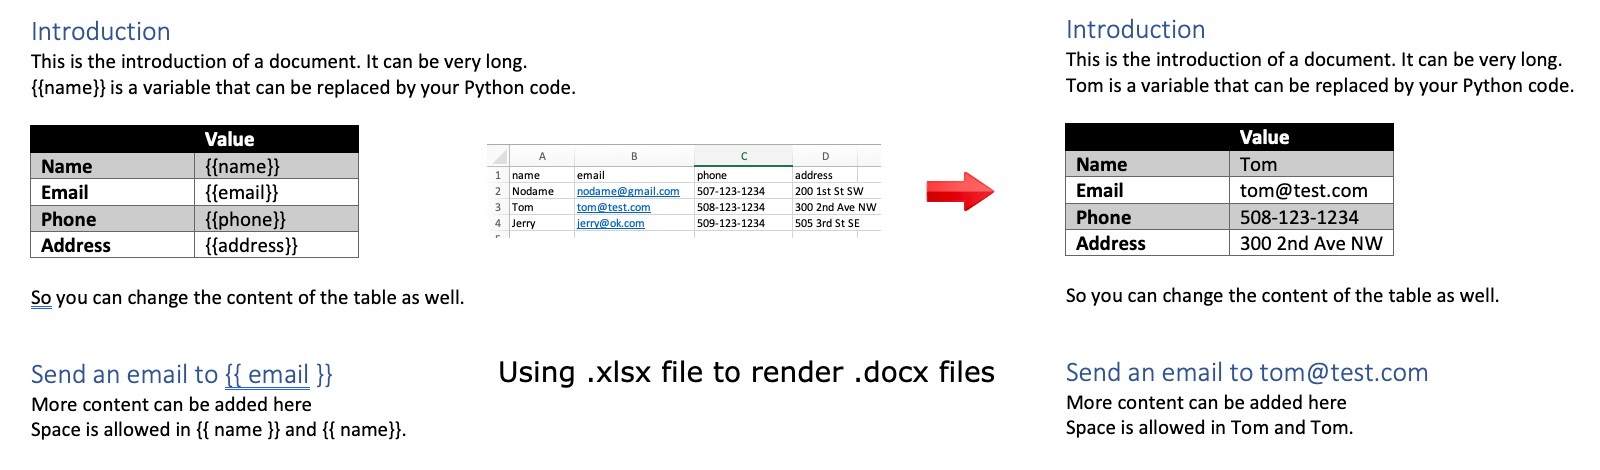 Introduction
This is the introduction of a document. It can be very long.
{{name}} is a variable that can be replaced by your Python code.
Value
Name {{name}}
Email {{email}}
Phone {{phone}}
Address {{address}}
So you can change the content of the table as well.
Send an email to {{ email }}
More content can be added here
Space is allowed in {{ name }} and {{ name}}.
A B C D
1 name email phone address
2 Nodame nodame@gmail.com 507-123-1234 200 1st St SW
3 Tom tom@test.com 508-123-1234 300 2nd Ave NW
4 Jerry jerry@ok.com 509-123-1234 505 3rd St SE
Using .xlsx file to render .docx files
Introduction
This is the introduction of a document. It can be very long.
Tom is a variable that can be replaced by your Python code.
Value
Name Tom
Email tom@test.com
Phone 508-123-1234
Address 300 2nd Ave NW
So you can change the content of the table as well.
Send an email to tom@test.com
More content can be added here
Space is allowed in Tom and Tom.